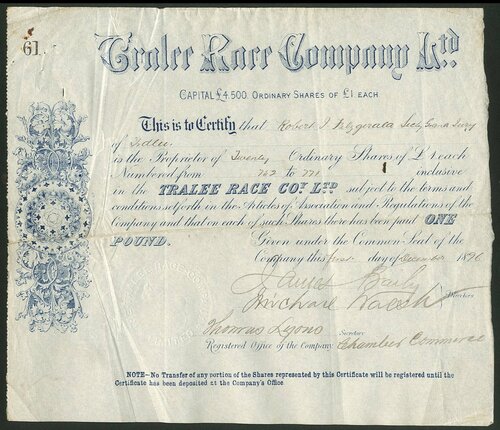 61
Tralee Race Company Ltd
CAPITAL £4,500. ORDINARY SHARES OF £1 EACH
This is to Certify that Robert J Fitzgerald
of Tralee
is the Proprietor of Twenty Ordinary Shares of £1 each
Numbered from 752 to 771 inclusive
in the TRALEE RACE COY. LTD. subject to the terms and
conditions set forth in the Articles of Association and Regulations of the
Company and that on each of such Shares there has been paid ONE
POUND. Given under the Common Seal of the
Company this first day of December 1896
James Baily
Michael Walsh
Thomas Lyons Secretary
Registered Office of the Company Chamber Commerce
NOTE—No Transfer of any portion of the Shares represented by this Certificate will be registered until the
Certificate has been deposited at the Company's Office